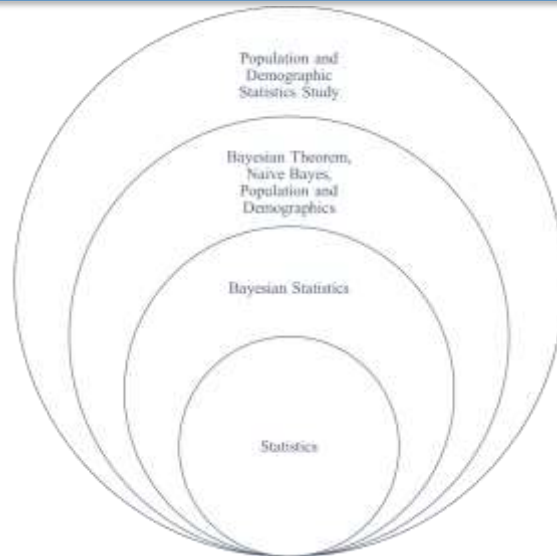 Population and
Demographic
Statistics Study
Bayesian Theorem,
Naive Bayes,
Population and
Demographics
Bayesian Statistics
Statistics